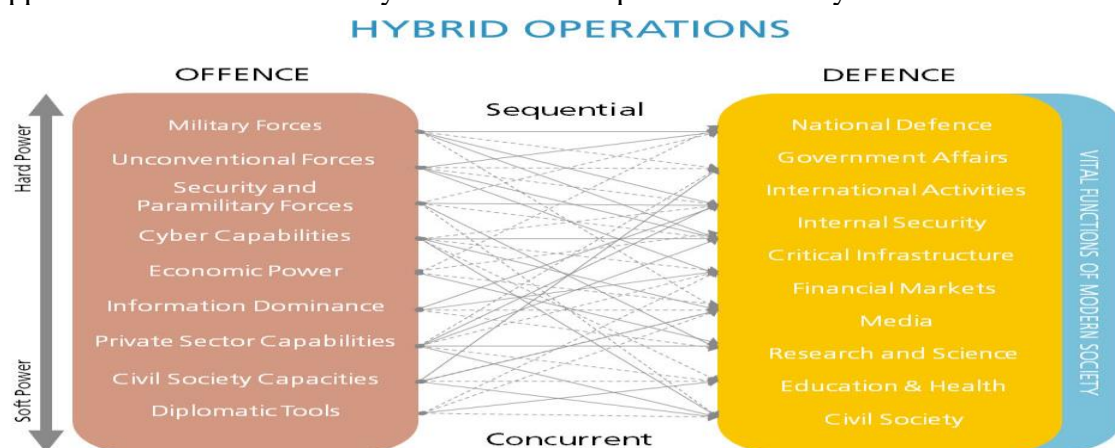 HYBRID OPERATIONS
OFFENCE
DEFENCE
Hard Power
Soft Power
Military Forces
Unconventional Forces
Security and
Paramilitary Forces
Cyber Capabilities
Economic Power
Information Dominance
Private Sector Capabilities
Civil Society Capacities
Diplomatic Tools
Sequential
Concurrent
National Defence
Government Affairs
International Activities
Internal Security
Critical Infrastructure
Financial Markets
Media
Research and Science
Education & Health
Civil Society
VITAL FUNCTIONS OF MODERN SOCIETY